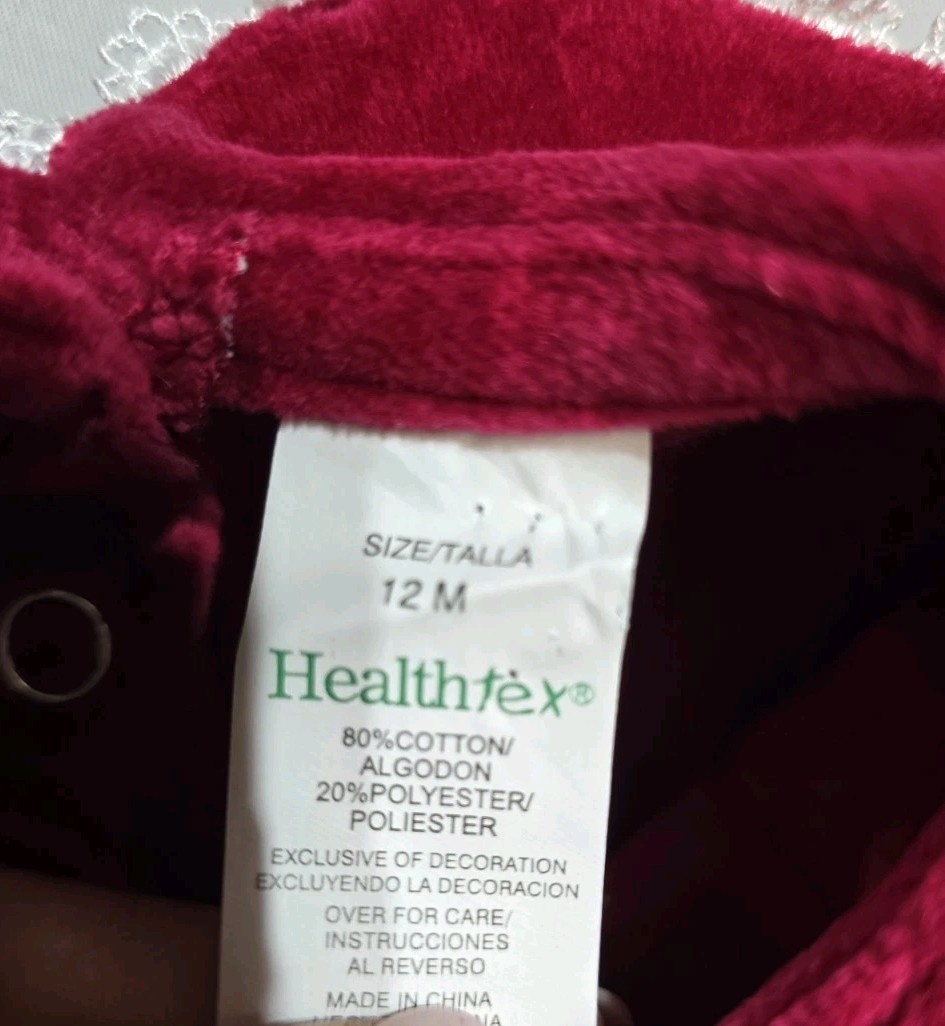 SIZE/TALLA
12 M
Healthtex®
80%COTTON/
ALGODON
20%POLYESTER/
POLIESTER
EXCLUSIVE OF DECORATION
EXCLUYENDO LA DECORACION
OVER FOR CARE/
INSTRUCCIONES
AL REVERSO
MADE IN CHINA